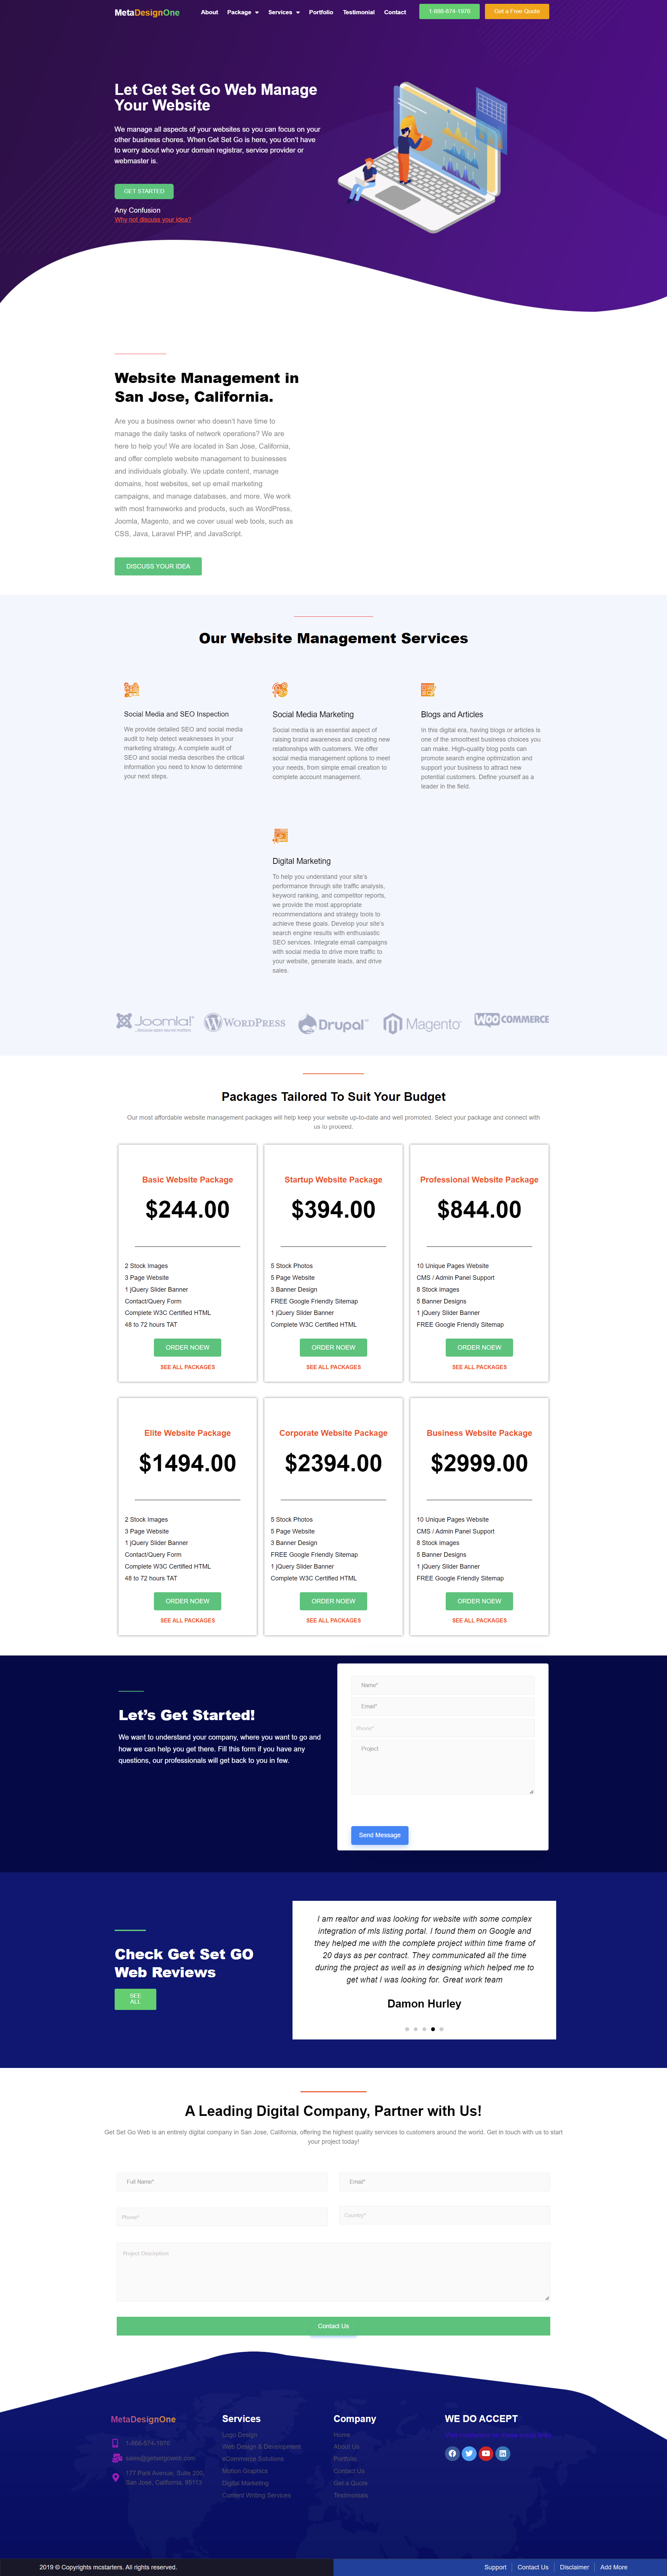 MetaDesignOne
About Package Services Portfolio Testimonial Contact
1-866-674-1976
Get a Free Quote
Let Get Set Go Web Manage
Your Website
We manage all aspects of your websites so you can focus on your
other business chores. When Get Set Go is here, you don't have
to worry about who your domain registrar, service provider or
webmaster is.
GET STARTED
Any Confusion
Why not discuss your idea?
Website Management in
San Jose, California.
Are you a business owner who doesn't have time to
manage the daily tasks of network operations? We are
here to help you! We are located in San Jose, California,
and offer complete website management to businesses
and individuals globally. We update content, manage
domains, host websites, set up email marketing
campaigns, and manage databases, and more. We work
with most frameworks and products, such as WordPress,
Joomla, Magento, and we cover usual web tools, such as
CSS, Java, Laravel PHP, and JavaScript.
DISCUSS YOUR IDEA
Our Website Management Services
Social Media and SEO Inspection
We provide detailed SEO and social media
audit to help detect weaknesses in your
marketing strategy. A complete audit of
SEO and social media describes the critical
information you need to know to determine
your next steps.
Social Media Marketing
Social media is an essential aspect of
raising brand awareness and creating new
relationships with customers. We offer
social media management options to meet
your needs, from simple email creation to
complete account management.
Blogs and Articles
In this digital era, having blogs or articles is
one of the smoothest business choices you
can make. High-quality blog posts can
promote search engine optimization and
support your business to attract new
potential customers. Define yourself as a
leader in the field.
Digital Marketing
To help you understand your site's
performance through site traffic analysis,
keyword ranking, and competitor reports,
we provide the most appropriate
recommendations and strategy tools to
achieve these goals. Develop your site's
search engine results with enthusiastic
SEO services. Integrate email campaigns
with social media to drive more traffic to
your website, generate leads, and drive
sales.
Joomla!
...because open source matters
WORDPRESS
Drupal™
Magento
WOO COMMERCE
Packages Tailored To Suit Your Budget
Our most affordable website management packages will help keep your website up-to-date and well promoted. Select your package and connect with
us to proceed.
Basic Website Package
$244.00
2 Stock Images
3 Page Website
1 jQuery Slider Banner
Contact/Query Form
Complete W3C Certified HTML
48 to 72 hours TAT
ORDER NOEW
SEE ALL PACKAGES
Startup Website Package
$394.00
5 Stock Photos
5 Page Website
3 Banner Design
FREE Google Friendly Sitemap
1 jQuery Slider Banner
Complete W3C Certified HTML
ORDER NOEW
SEE ALL PACKAGES
Professional Website Package
$844.00
10 Unique Pages Website
CMS / Admin Panel Support
8 Stock images
5 Banner Designs
1 jQuery Slider Banner
FREE Google Friendly Sitemap
ORDER NOEW
SEE ALL PACKAGES
Elite Website Package
$1494.00
2 Stock Images
3 Page Website
1 jQuery Slider Banner
Contact/Query Form
Complete W3C Certified HTML
48 to 72 hours TAT
ORDER NOEW
SEE ALL PACKAGES
Corporate Website Package
$2394.00
5 Stock Photos
5 Page Website
3 Banner Design
FREE Google Friendly Sitemap
1 jQuery Slider Banner
Complete W3C Certified HTML
ORDER NOEW
SEE ALL PACKAGES
Business Website Package
$2999.00
10 Unique Pages Website
CMS / Admin Panel Support
8 Stock images
5 Banner Designs
1 jQuery Slider Banner
FREE Google Friendly Sitemap
ORDER NOEW
SEE ALL PACKAGES
Let's Get Started!
We want to understand your company, where you want to go and
how we can help you get there. Fill this form if you have any
questions, our professionals will get back to you in few.
Name*
Email*
Phone*
Project
Send Message
Check Get Set GO
Web Reviews
SEE
ALL
I am realtor and was looking for website with some complex
integration of mls listing portal. I found them on Google and
they helped me with the complete project within time frame of
20 days as per contract. They communicated all the time
during the project as well as in designing which helped me to
get what I was looking for. Great work team
Damon Hurley
A Leading Digital Company, Partner with Us!
Get Set Go Web is an entirely digital company in San Jose, California, offering the highest quality services to customers around the world. Get in touch with us to start
your project today!
Full Name*
Email*
Phone*
Country*
Project Description
Contact Us
MetaDesignOne
1-866-574-1976
sales@getsetgoweb.com
177 Park Avenue, Suite 200,
San Jose, California, 95113
Services
Logo Design
Web Design & Development
eCommerce Solutions
Motion Graphics
Digital Marketing
Content Writing Services
Company
Home
About Us
Portfolio
Contact Us
Get a Quote
Testimonials
WE DO ACCEPT
2019 © Copyrights mcstarters. All rights reserved.
Support Contact Us Disclaimer Add More